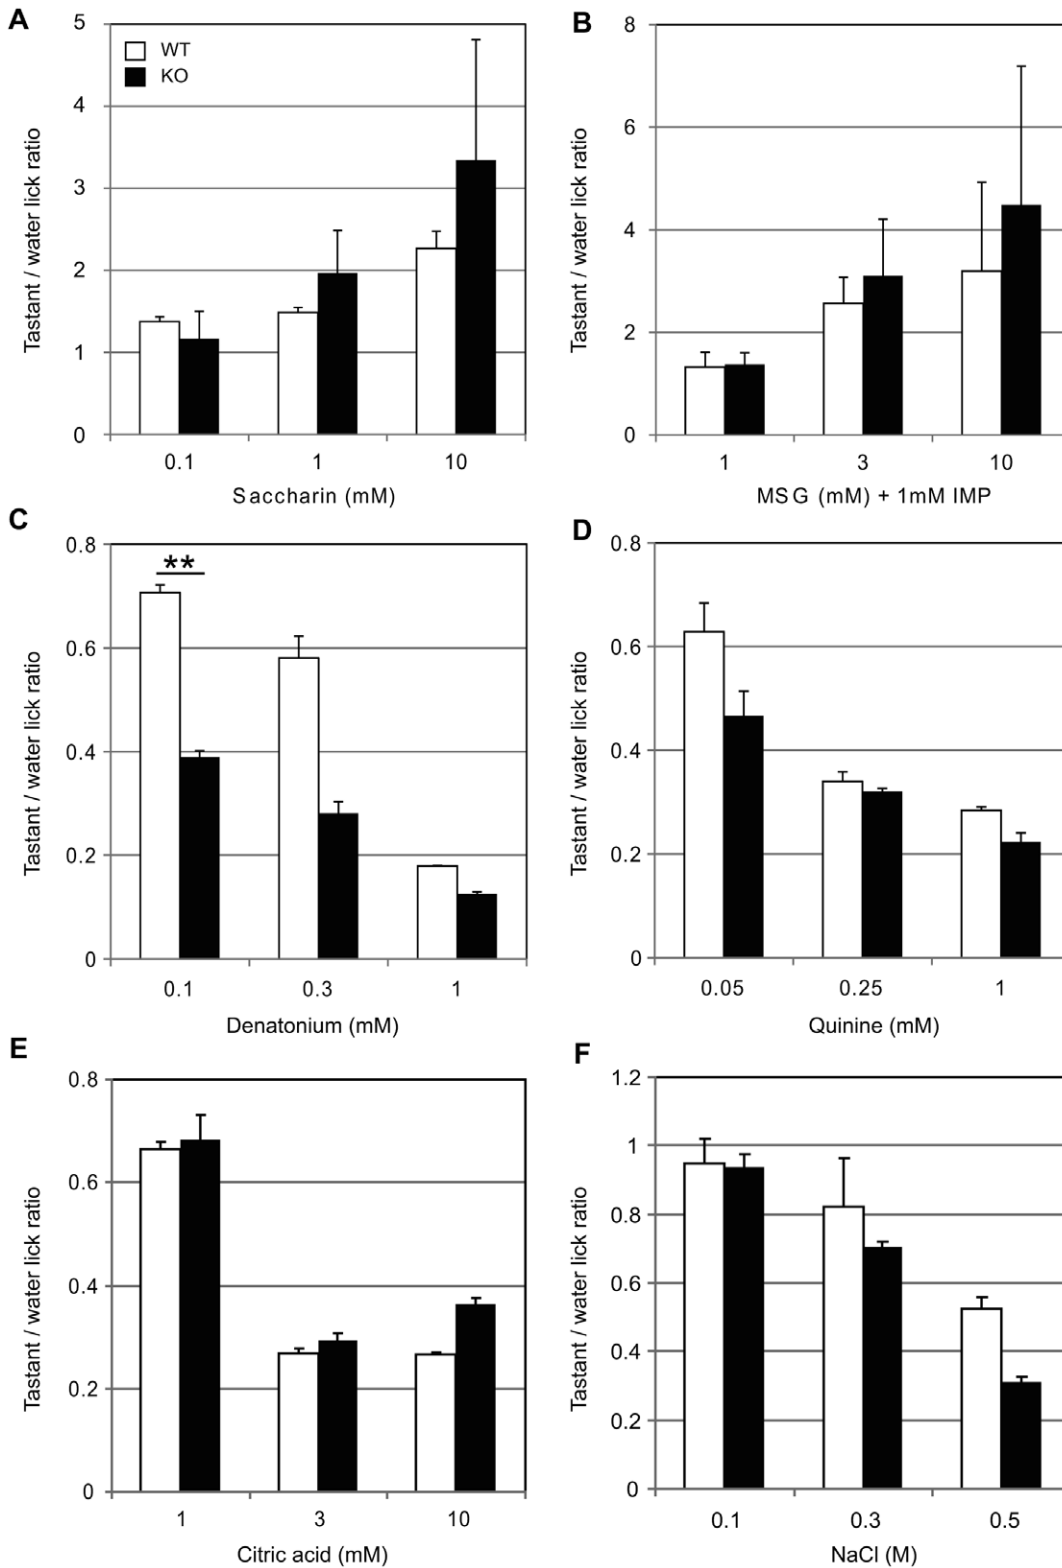 A
5
4
3
2
1
0
WT
KO
Tastant / water lick ratio
0.1 1 10
Saccharin (mM)
B
8
6
4
2
0
Tastant / water lick ratio
1 3 10
MSG (mM) + 1mM IMP
C
0.8
0.6
0.4
0.2
0
**
Tastant / water lick ratio
0.1 0.3 1
Denatonium (mM)
D
0.8
0.6
0.4
0.2
0
Tastant / water lick ratio
0.05 0.25 1
Quinine (mM)
E
0.8
0.6
0.4
0.2
0
Tastant / water lick ratio
1 3 10
Citric acid (mM)
F
1.2
1
0.8
0.6
0.4
0.2
0
Tastant / water lick ratio
0.1 0.3 0.5
NaCl (M)